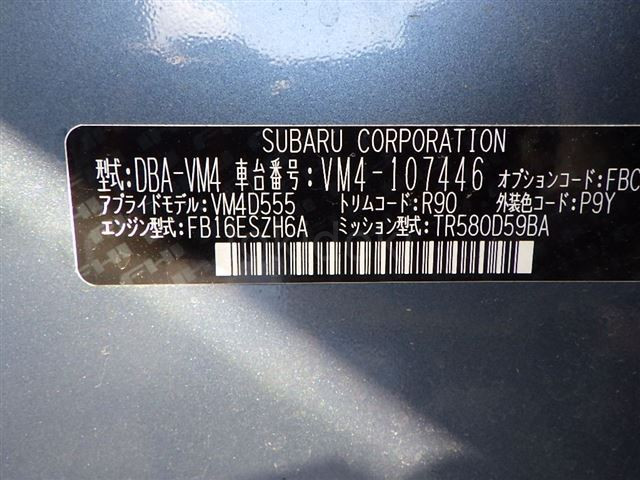 SUBARU CORPORATION
型式:DBA-VM4 車台番号:VM4-107446 オプションコード:FBC
アプライドモデル:VM4D555 トリムコード:R90 外装色コード:P9Y
エンジン型式:FB16ESZH6A ミッション型式:TR580D59BA